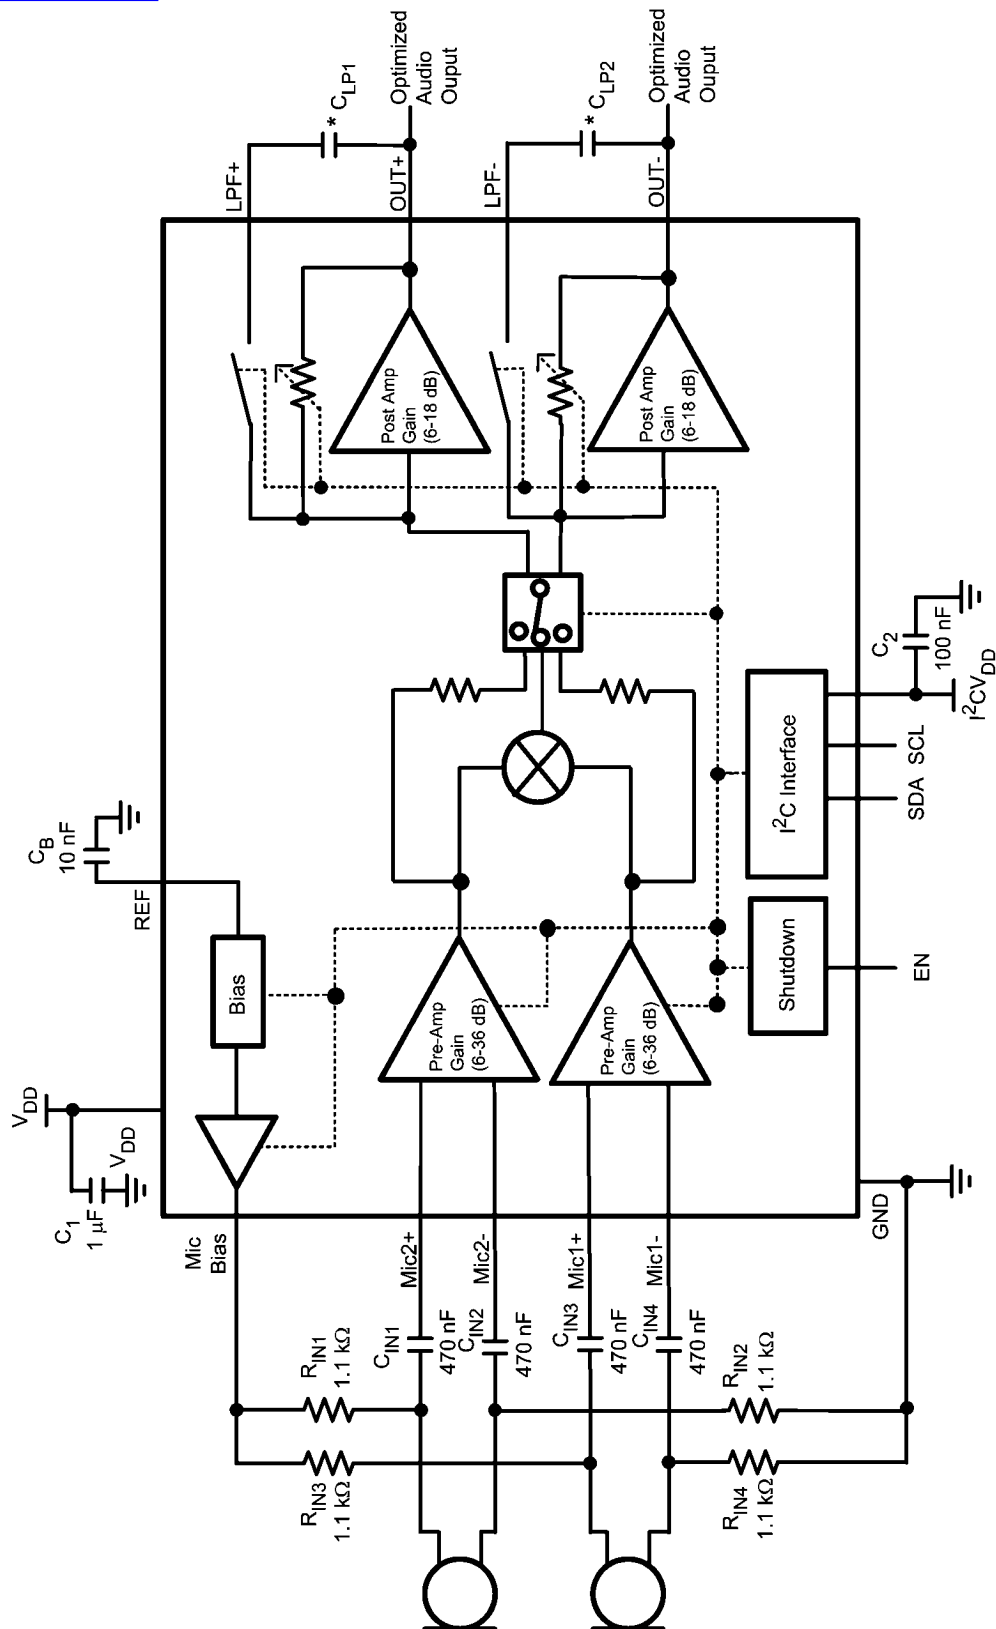 V_DD
C_1
1 µF
V_DD
REF
C_B
10 nF
Bias
Mic
Bias
R_IN1
1.1 kΩ
R_IN3
1.1 kΩ
C_IN1
470 nF
C_IN2
470 nF
C_IN3
470 nF
C_IN4
470 nF
R_IN2
1.1 kΩ
R_IN4
1.1 kΩ
Mic2+
Mic2-
Mic1+
Mic1-
GND
Pre-Amp
Gain
(6-36 dB)
Pre-Amp
Gain
(6-36 dB)
Shutdown
EN
I²C Interface
SDA
SCL
I²CV_DD
C_2
100 nF
Post Amp
Gain
(6-18 dB)
Post Amp
Gain
(6-18 dB)
LPF+
OUT+
* C_LP1
Optimized
Audio
Ouput
LPF-
OUT-
* C_LP2
Optimized
Audio
Ouput